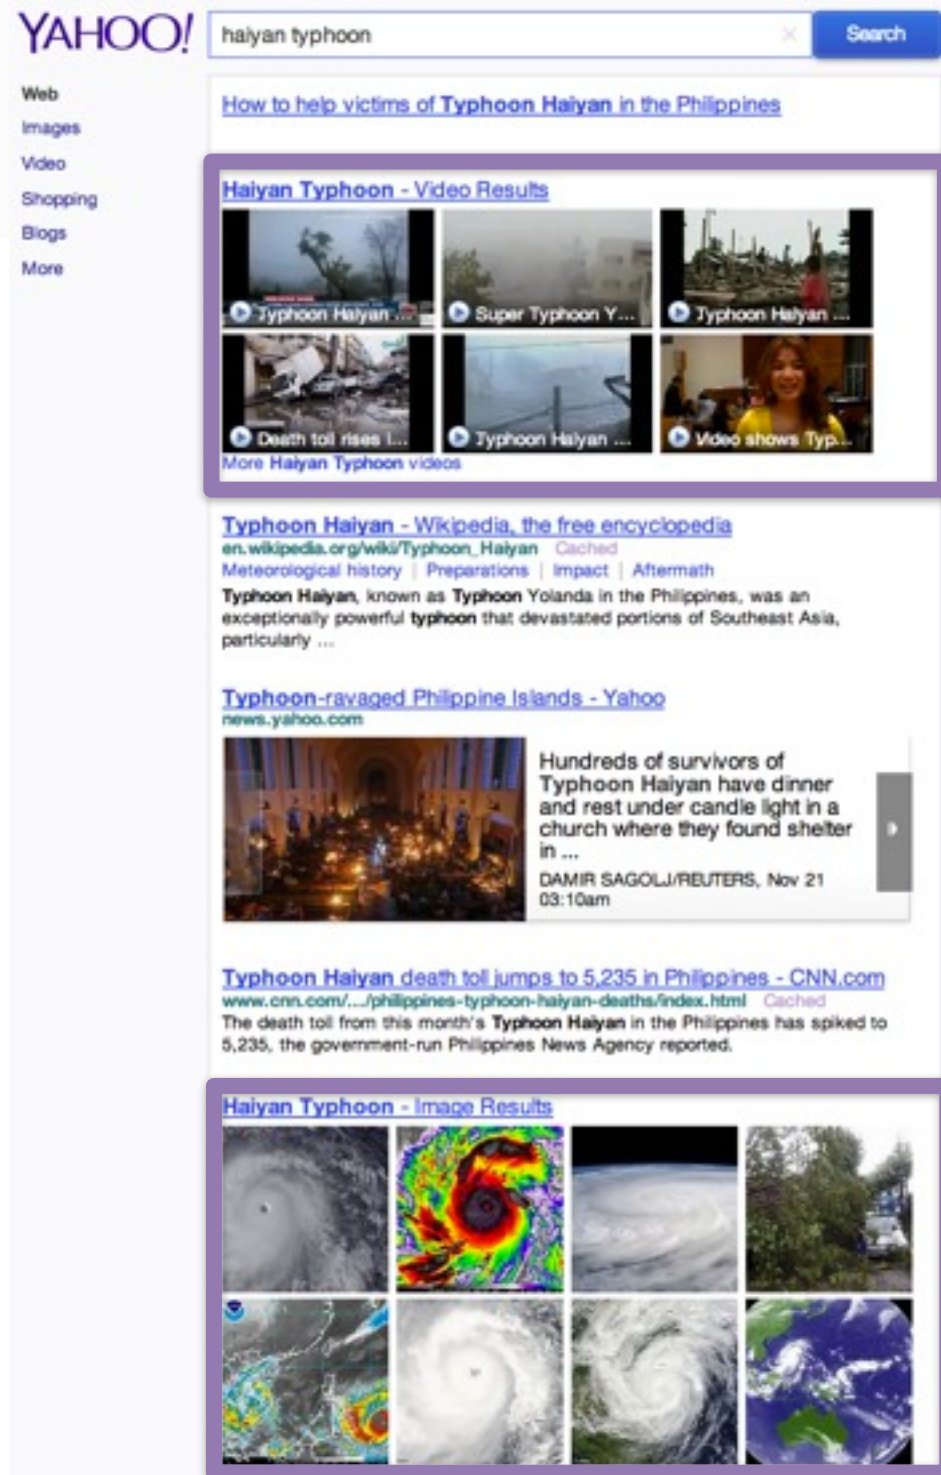 YAHOO!
haiyan typhoon
Search
Web
Images
Video
Shopping
Blogs
More
How to help victims of Typhoon Haiyan in the Philippines
Haiyan Typhoon - Video Results
Typhoon Haiyan ...
Super Typhoon Y...
Typhoon Haiyan ...
Death toll rises i...
Typhoon Haiyan ...
Video shows Typ...
More Haiyan Typhoon videos
Typhoon Haiyan - Wikipedia, the free encyclopedia
en.wikipedia.org/wiki/Typhoon_Haiyan Cached
Meteorological history | Preparations | Impact | Aftermath
Typhoon Haiyan, known as Typhoon Yolanda in the Philippines, was an
exceptionally powerful typhoon that devastated portions of Southeast Asia,
particularly ...
Typhoon-ravaged Philippine Islands - Yahoo
news.yahoo.com
Hundreds of survivors of
Typhoon Haiyan have dinner
and rest under candle light in a
church where they found shelter
in ...
DAMIR SAGOLJ/REUTERS, Nov 21
03:10am
Typhoon Haiyan death toll jumps to 5,235 in Philippines - CNN.com
www.cnn.com/.../philippines-typhoon-haiyan-deaths/index.html Cached
The death toll from this month's Typhoon Haiyan in the Philippines has spiked to
5,235, the government-run Philippines News Agency reported.
Haiyan Typhoon - Image Results